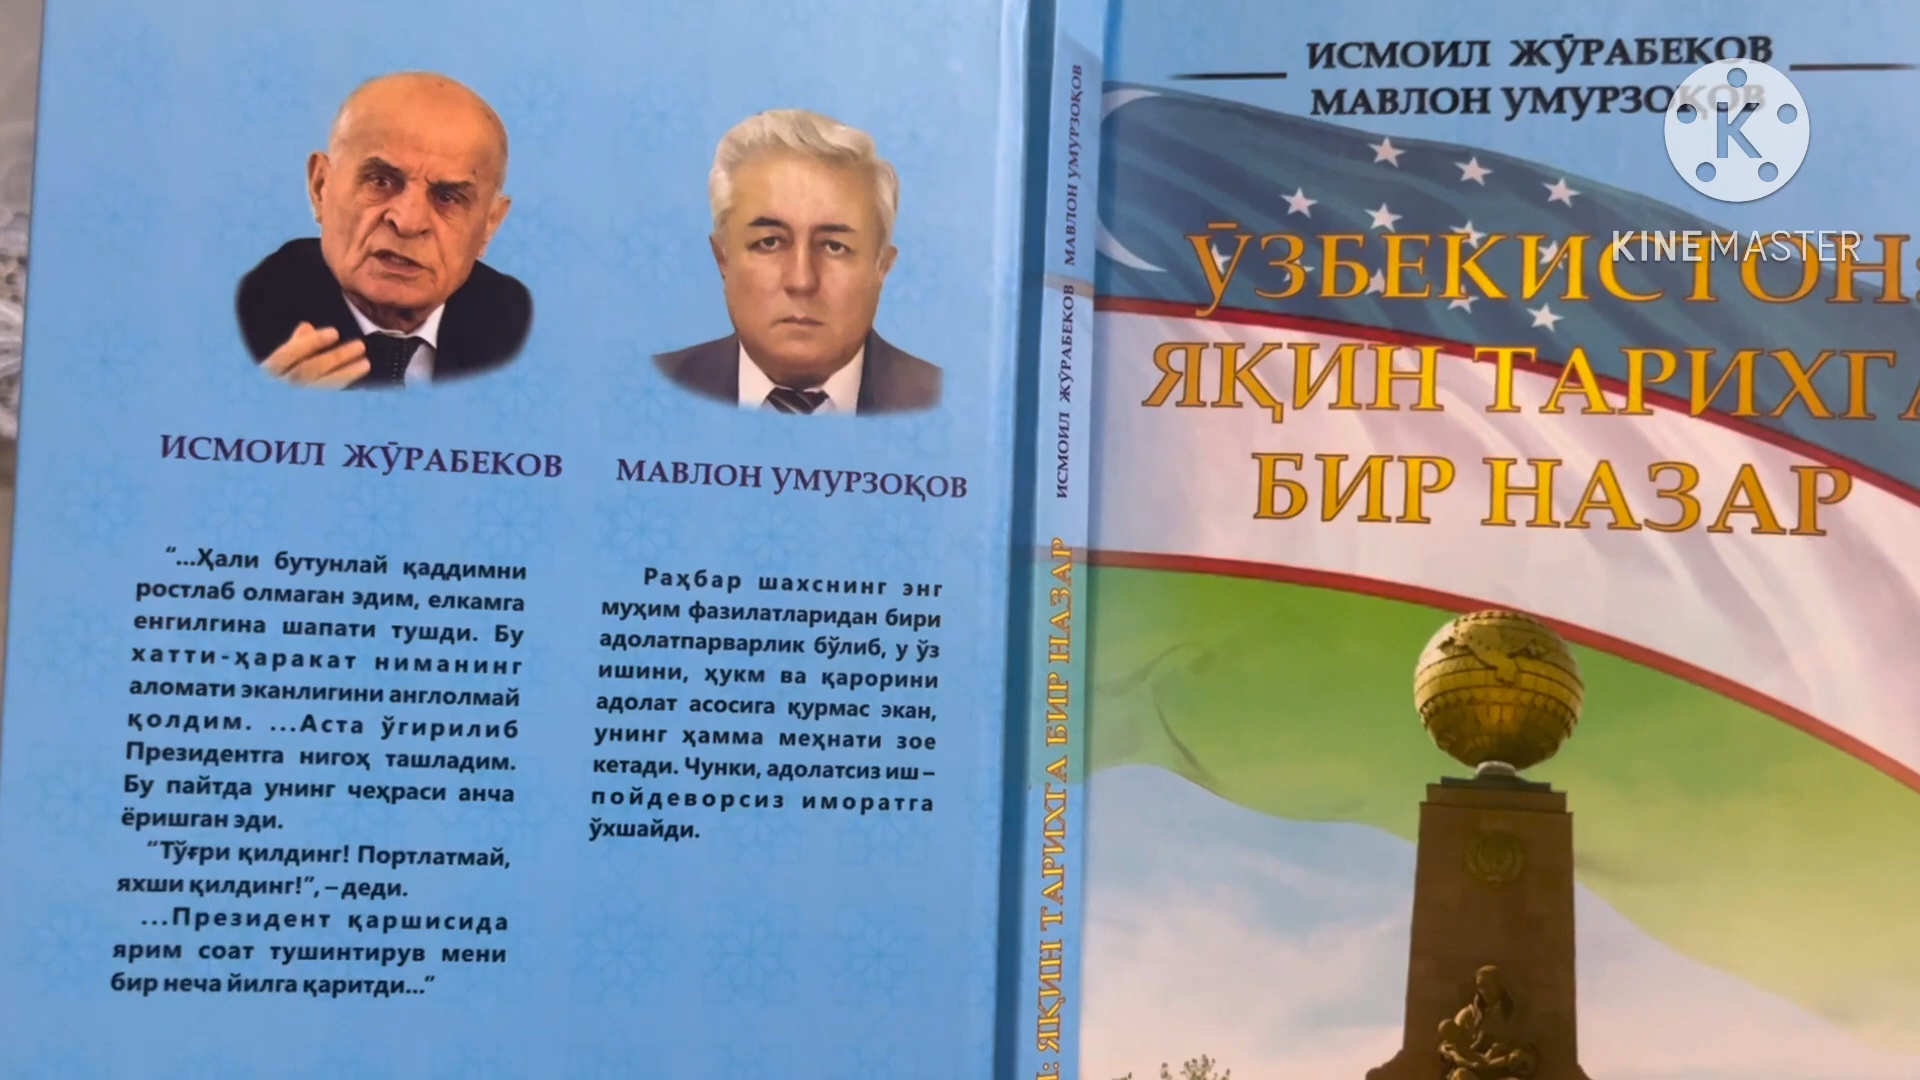 ИСМОИЛ ЖЎРАБЕКОВ
“...Ҳали бутунлай қаддимни
ростлаб олмаган эдим, елкамга
енгилгина шапати тушди. Бу
хатти-ҳаракат ниманинг
аломати эканлигини англолмай
қолдим. ...Аста ўгирилиб
Президентга нигоҳ ташладим.
Бу пайтда унинг чеҳраси анча
ёришган эди.
“Тўғри қилдинг! Портлатмай,
яхши қилдинг!”, – деди.
...Президент қаршисида
ярим соат тушинтирув мени
бир неча йилга қаритди...”
МАВЛОН УМУРЗОҚОВ
Раҳбар шахснинг энг
муҳим фазилатларидан бири
адолатпарварлик бўлиб, у ўз
ишини, ҳукм ва қарорини
адолат асосига қурмас экан,
унинг ҳамма меҳнати зое
кетади. Чунки, адолатсиз иш –
пойдеворсиз иморатга
ўхшайди.
ИСМОИЛ ЖЎРАБЕКОВ МАВЛОН УМУРЗОҚОВ
ЯҚИН ТАРИХГА БИР НАЗАР
ИСМОИЛ ЖЎРАБЕКОВ
МАВЛОН УМУРЗОҚОВ
ЎЗБЕКИСТОН:
ЯҚИН ТАРИХГА
БИР НАЗАР
K
KINEMASTER